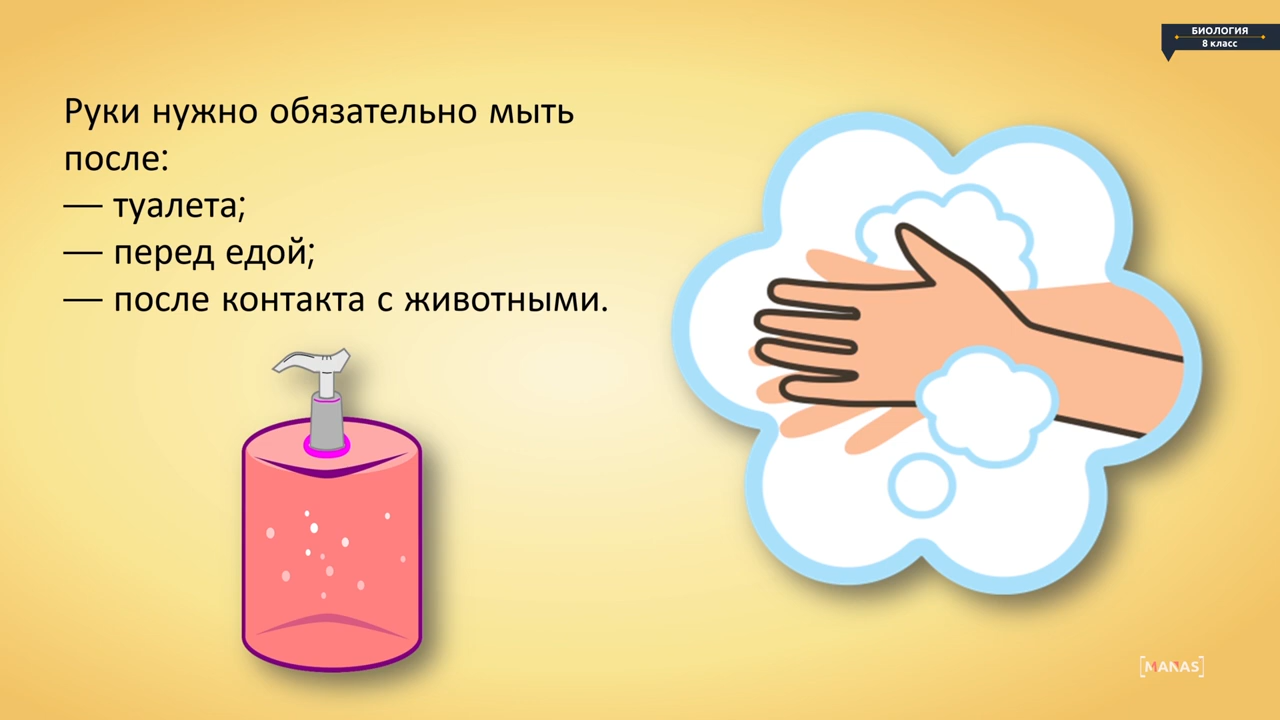 БИОЛОГИЯ
8 класс
Руки нужно обязательно мыть
после:
— туалета;
— перед едой;
— после контакта с животными.
[MANAS]